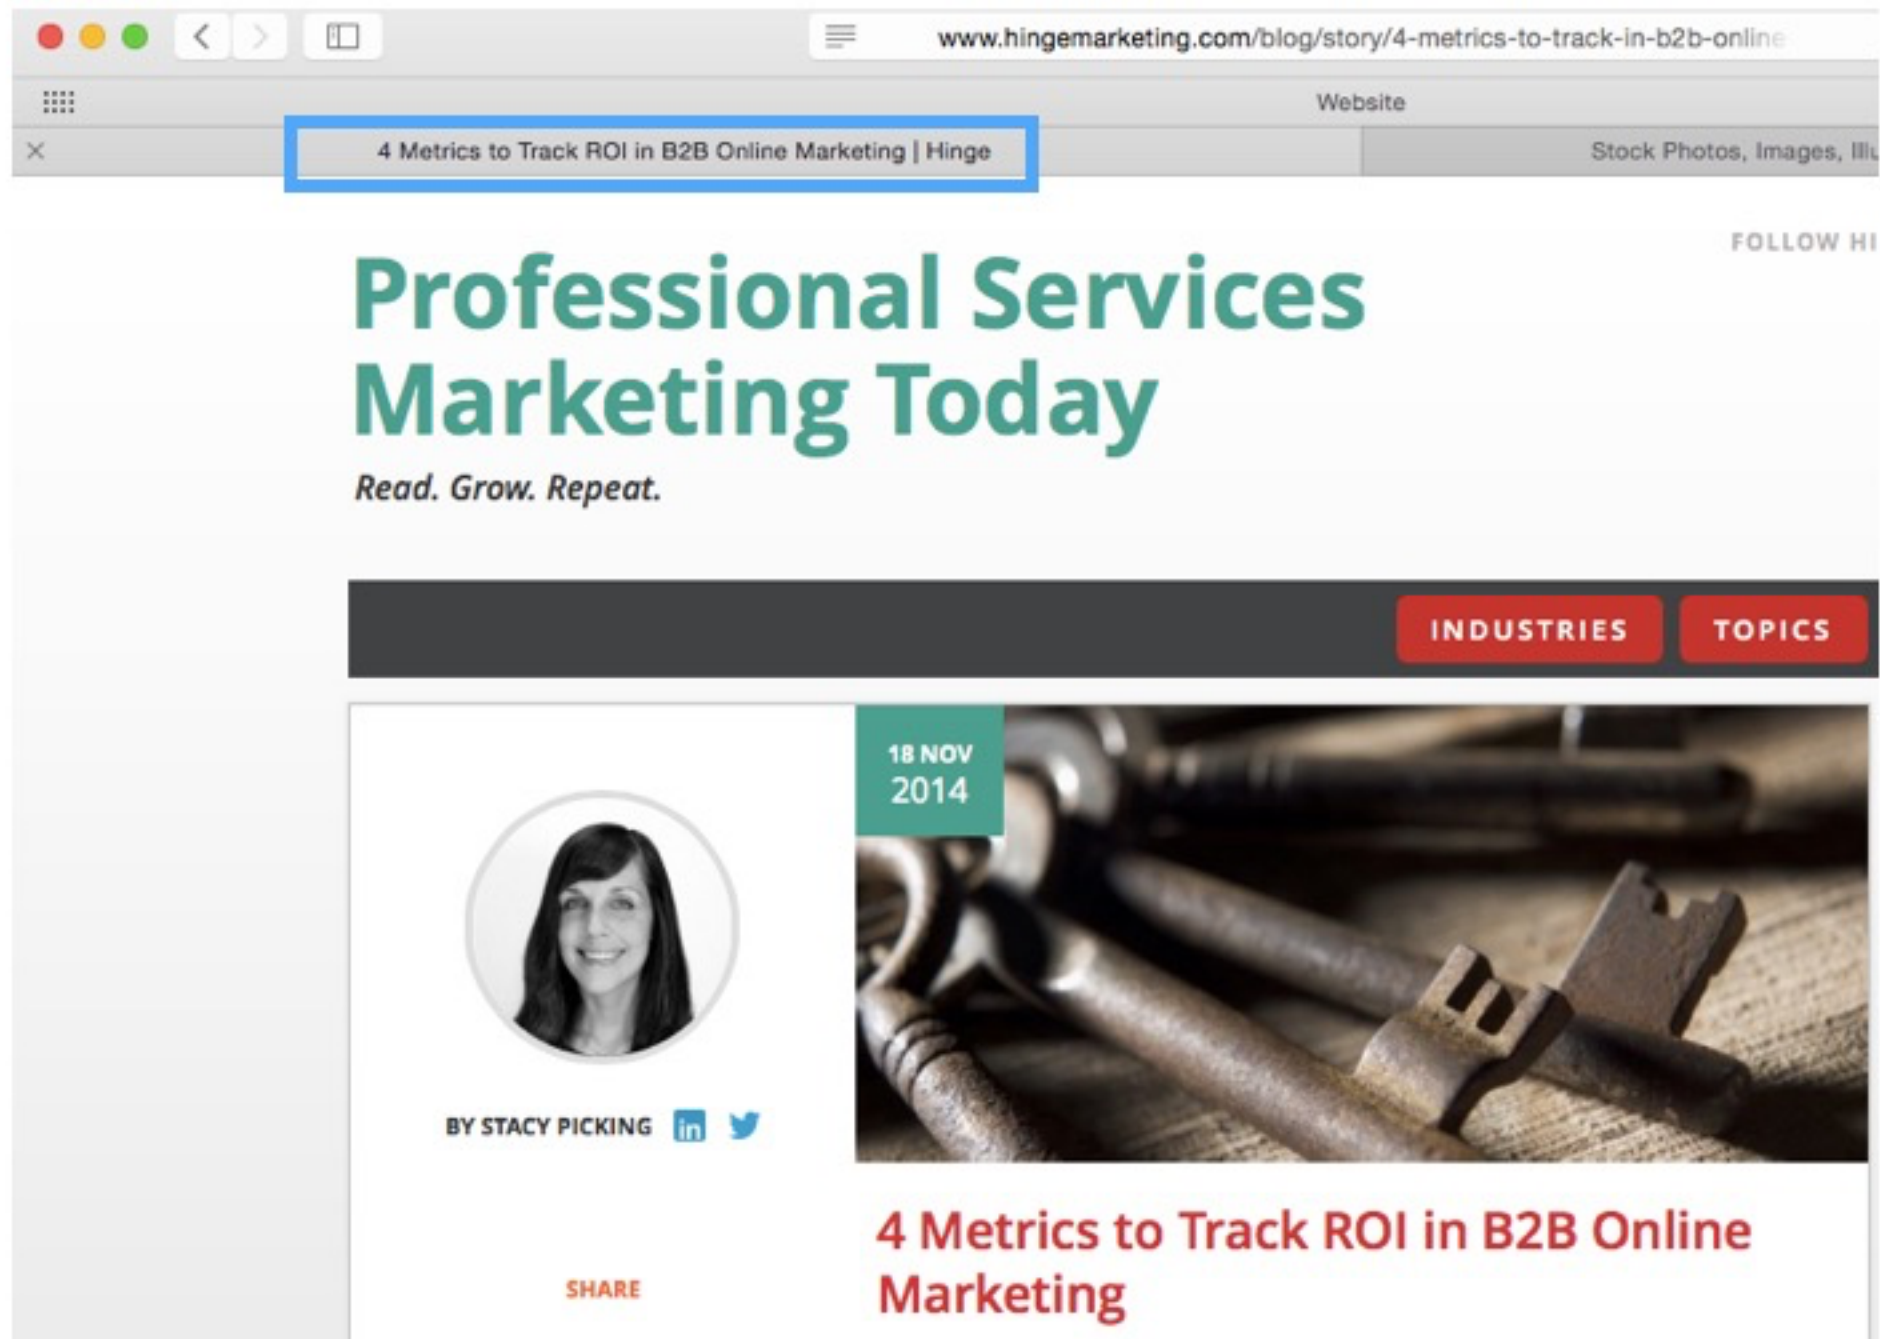 www.hingemarketing.com/blog/story/4-metrics-to-track-in-b2b-online
Website
4 Metrics to Track ROI in B2B Online Marketing | Hinge
Stock Photos, Images, Illu
FOLLOW HI
Professional Services
Marketing Today
Read. Grow. Repeat.
INDUSTRIES
TOPICS
18 NOV
2014
BY STACY PICKING in
4 Metrics to Track ROI in B2B Online
Marketing
SHARE